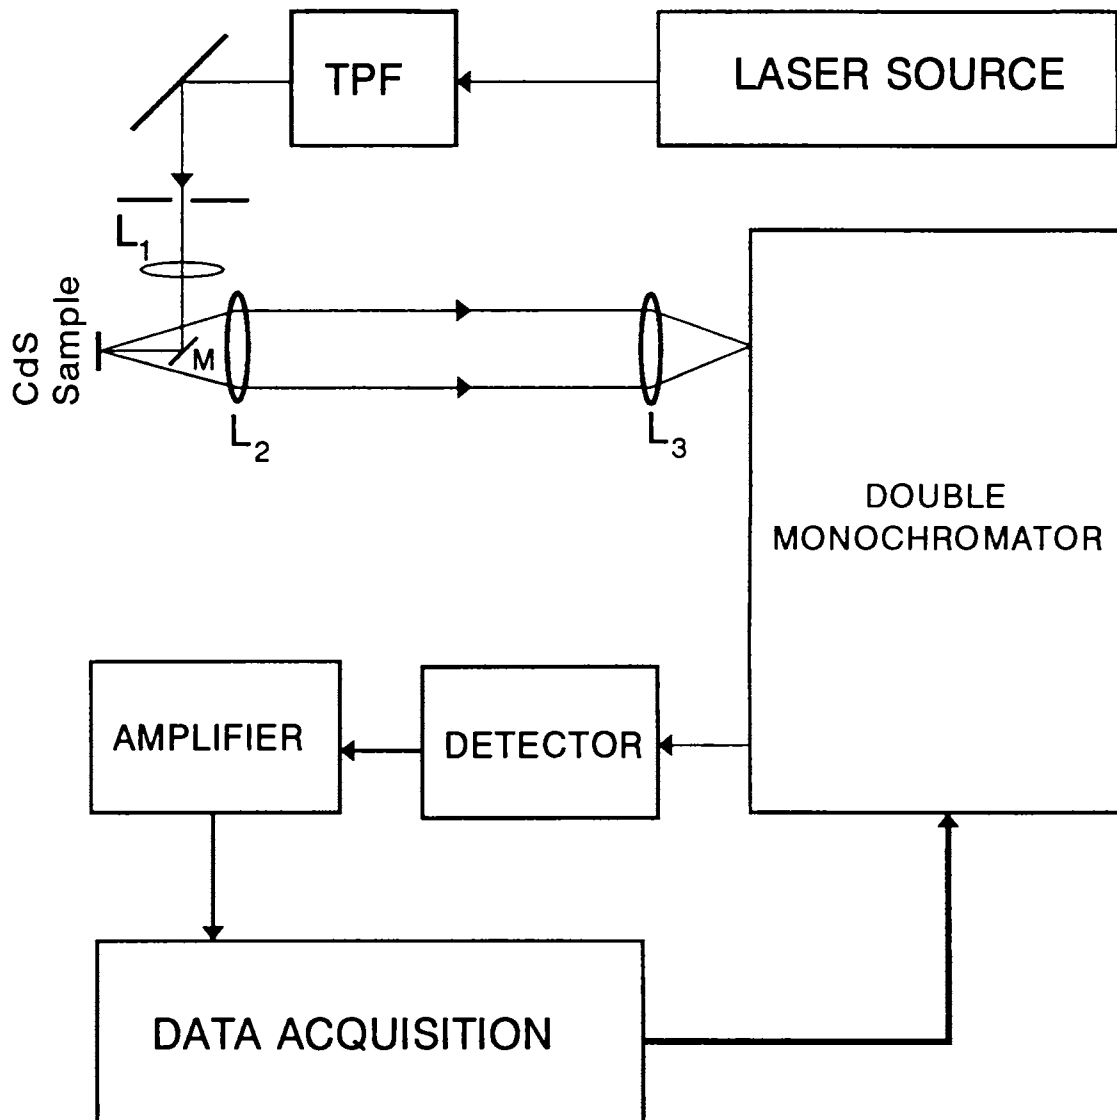 TPF
LASER SOURCE
L1
CdS
Sample
M
L2
L3
DOUBLE
MONOCHROMATOR
AMPLIFIER
DETECTOR
DATA ACQUISITION